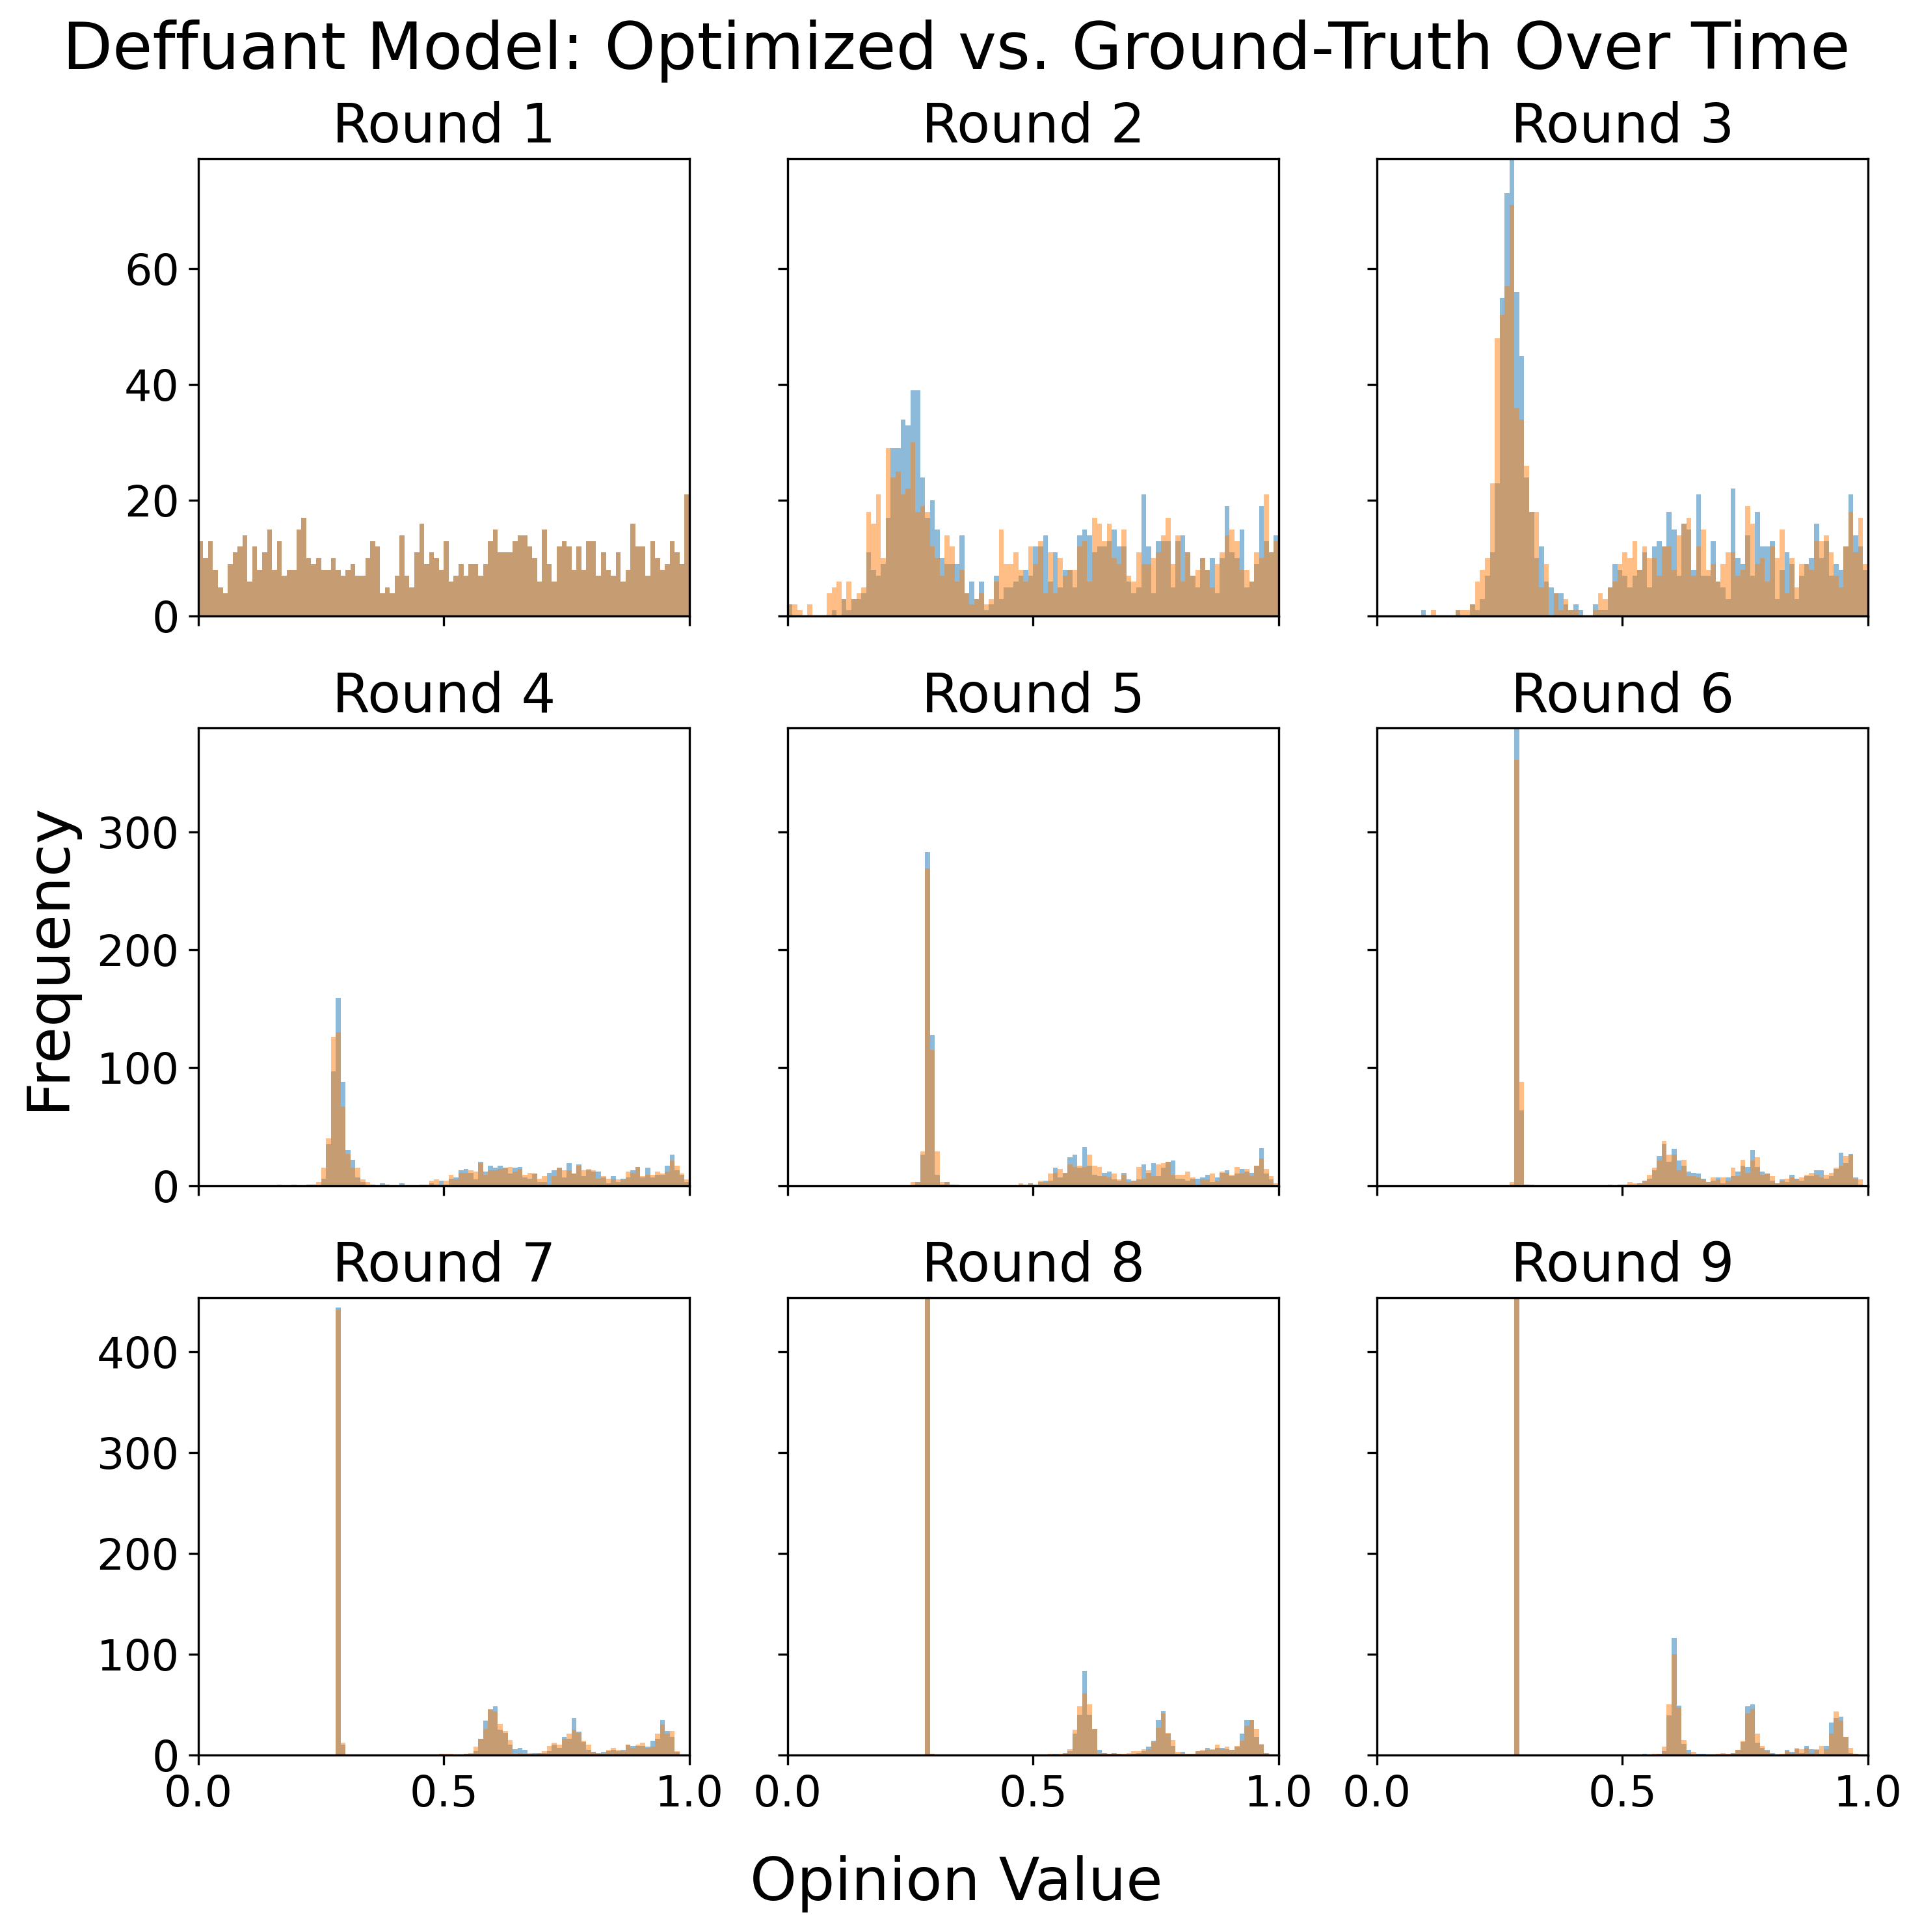 Deffuant Model: Optimized vs. Ground-Truth Over Time
Round 1
Round 2
Round 3
60
40
20
0
Round 4
Round 5
Round 6
Frequency
300
200
100
0
Round 7
Round 8
Round 9
400
300
200
100
0
0.0 0.5 1.0 0.0 0.5 1.0 0.0 0.5 1.0
Opinion Value